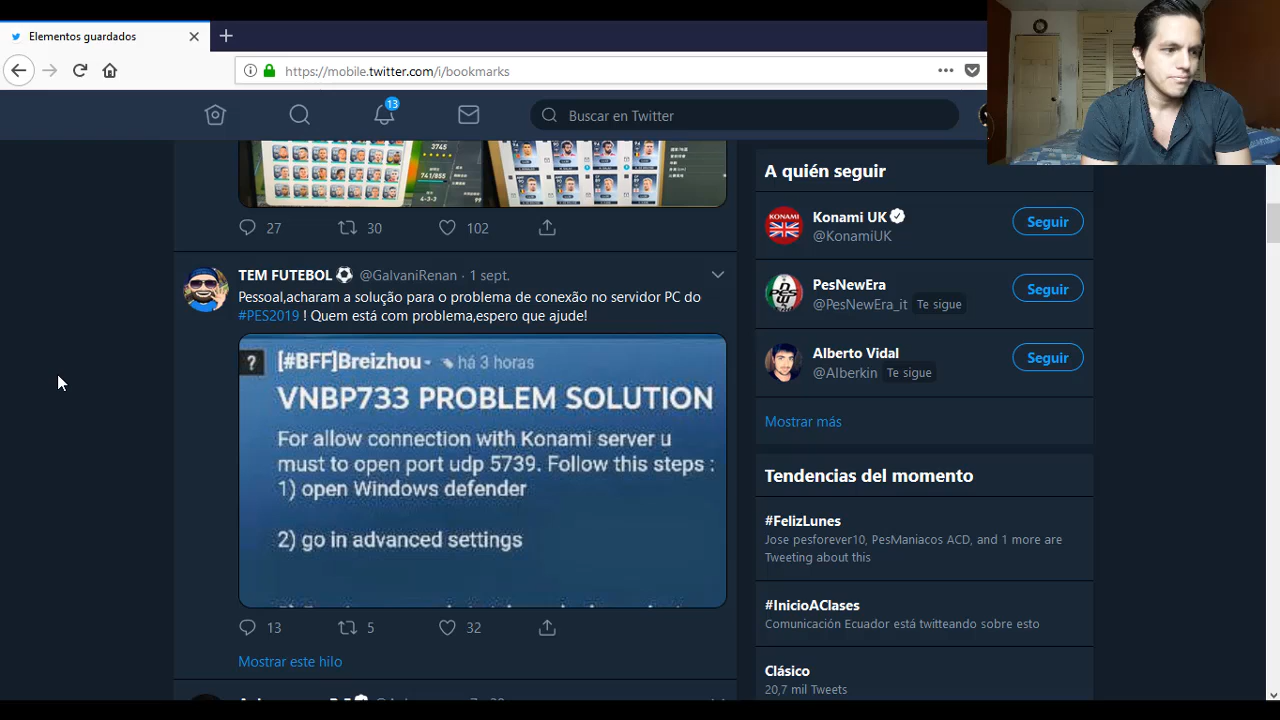 Elementos guardados
https://mobile.twitter.com/i/bookmarks
13
Buscar en Twitter
3745
741/855
4-3-3
99
27
30
102
TEM FUTEBOL @GalvaniRenan · 1 sept.
Pessoal,acharam a solução para o problema de conexão no servidor PC do
#PES2019 ! Quem está com problema,espero que ajude!
? [#BFF]Breizhou- há 3 horas
VNBP733 PROBLEM SOLUTION
For allow connection with Konami server u
must to open port udp 5739. Follow this steps :
1) open Windows defender
2) go in advanced settings
13
5
32
Mostrar este hilo
A quién seguir
KONAMI
Konami UK
@KonamiUK
Seguir
PesNewEra
@PesNewEra_it Te sigue
Seguir
Alberto Vidal
@Alberkin Te sigue
Seguir
Mostrar más
Tendencias del momento
#FelizLunes
Jose pesforever10, PesManiacos ACD, and 1 more are
Tweeting about this
#InicioAClases
Comunicación Ecuador está twitteando sobre esto
Clásico
20,7 mil Tweets